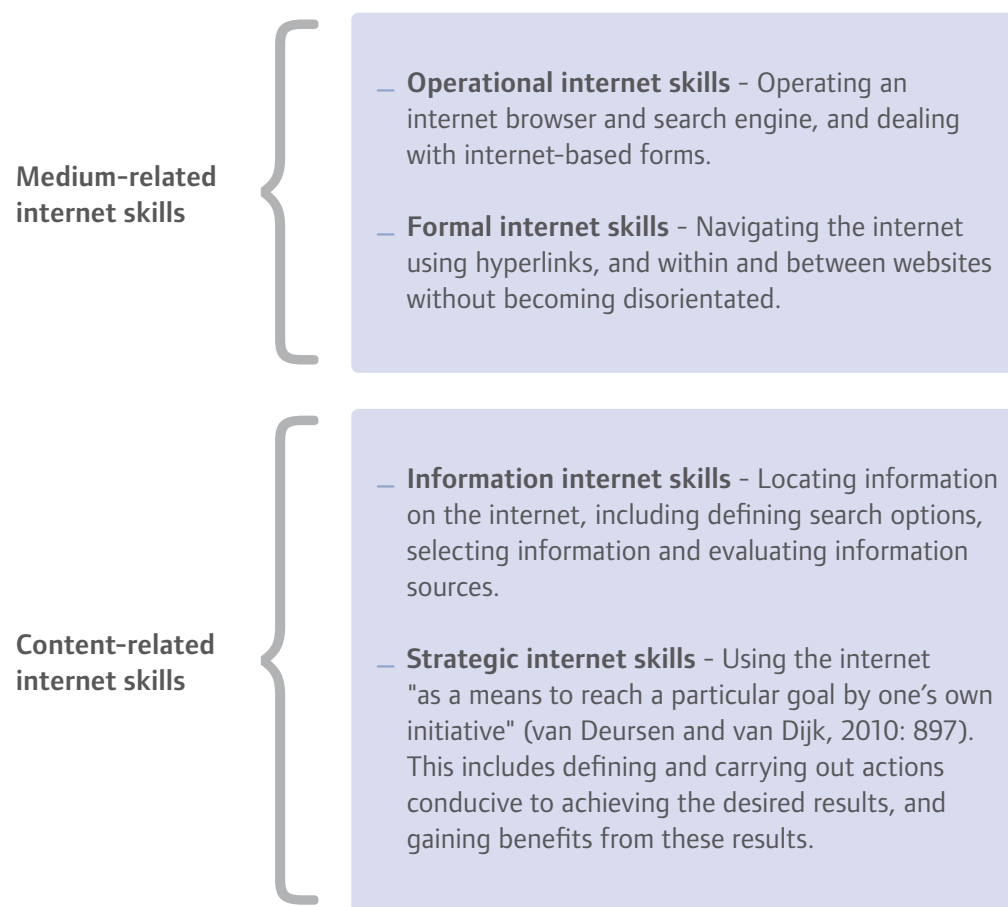 Medium-related
internet skills
_ Operational internet skills - Operating an
internet browser and search engine, and dealing
with internet-based forms.
_ Formal internet skills - Navigating the internet
using hyperlinks, and within and between websites
without becoming disorientated.
Content-related
internet skills
_ Information internet skills - Locating information
on the internet, including defining search options,
selecting information and evaluating information
sources.
_ Strategic internet skills - Using the internet
"as a means to reach a particular goal by one’s own
initiative" (van Deursen and van Dijk, 2010: 897).
This includes defining and carrying out actions
conducive to achieving the desired results, and
gaining benefits from these results.